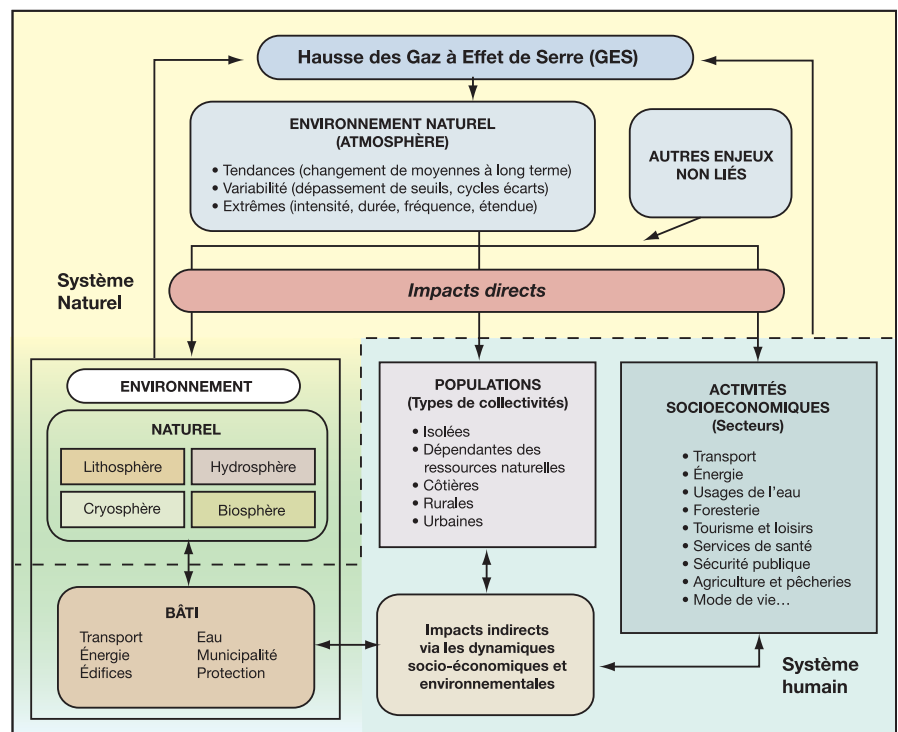 Hausse des Gaz à Effet de Serre (GES)
ENVIRONNEMENT NATUREL
(ATMOSPHÈRE)
• Tendances (changement de moyennes à long terme)
• Variabilité (dépassement de seuils, cycles écarts)
• Extrêmes (intensité, durée, fréquence, étendue)
AUTRES ENJEUX
NON LIÉS
Système
Naturel
Impacts directs
ENVIRONNEMENT
NATUREL
Lithosphère
Hydrosphère
Cryosphère
Biosphère
BÂTI
Transport
Énergie
Édifices
Eau
Municipalité
Protection
POPULATIONS
(Types de collectivités)
• Isolées
• Dépendantes des
ressources naturelles
• Côtières
• Rurales
• Urbaines
Impacts indirects
via les dynamiques
socio-économiques et
environnementales
ACTIVITÉS
SOCIOECONOMIQUES
(Secteurs)
• Transport
• Énergie
• Usages de l'eau
• Foresterie
• Tourisme et loisirs
• Services de santé
• Sécurité publique
• Agriculture et pêcheries
• Mode de vie…
Système
humain